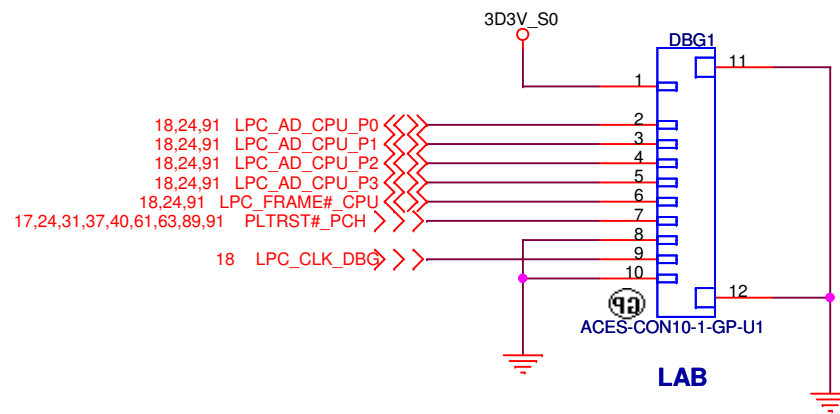 3D3V_S0
DBG1
11
1
18,24,91 LPC_AD_CPU_P0 2
18,24,91 LPC_AD_CPU_P1 3
18,24,91 LPC_AD_CPU_P2 4
18,24,91 LPC_AD_CPU_P3 5
18,24,91 LPC_FRAME#_CPU 6
17,24,31,37,40,61,63,89,91 PLTRST#_PCH 7
8
18 LPC_CLK_DBG 9
10
12
GP
ACES-CON10-1-GP-U1
LAB